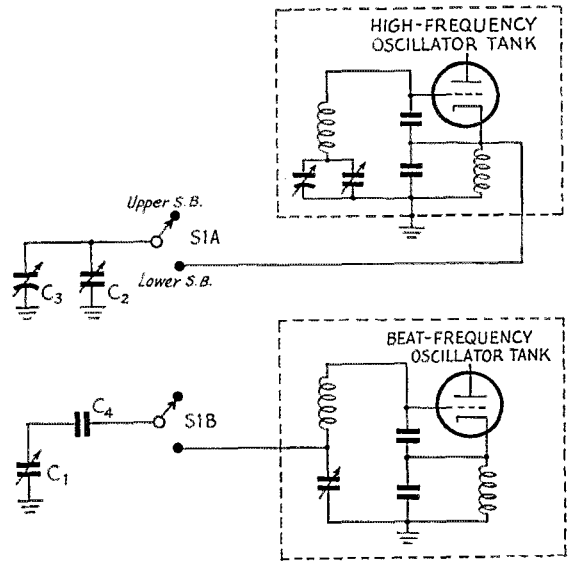 HIGH-FREQUENCY
OSCILLATOR TANK
Upper S.B.
S1A
Lower S.B.
C3
C2
BEAT-FREQUENCY
OSCILLATOR TANK
C4
S1B
C1